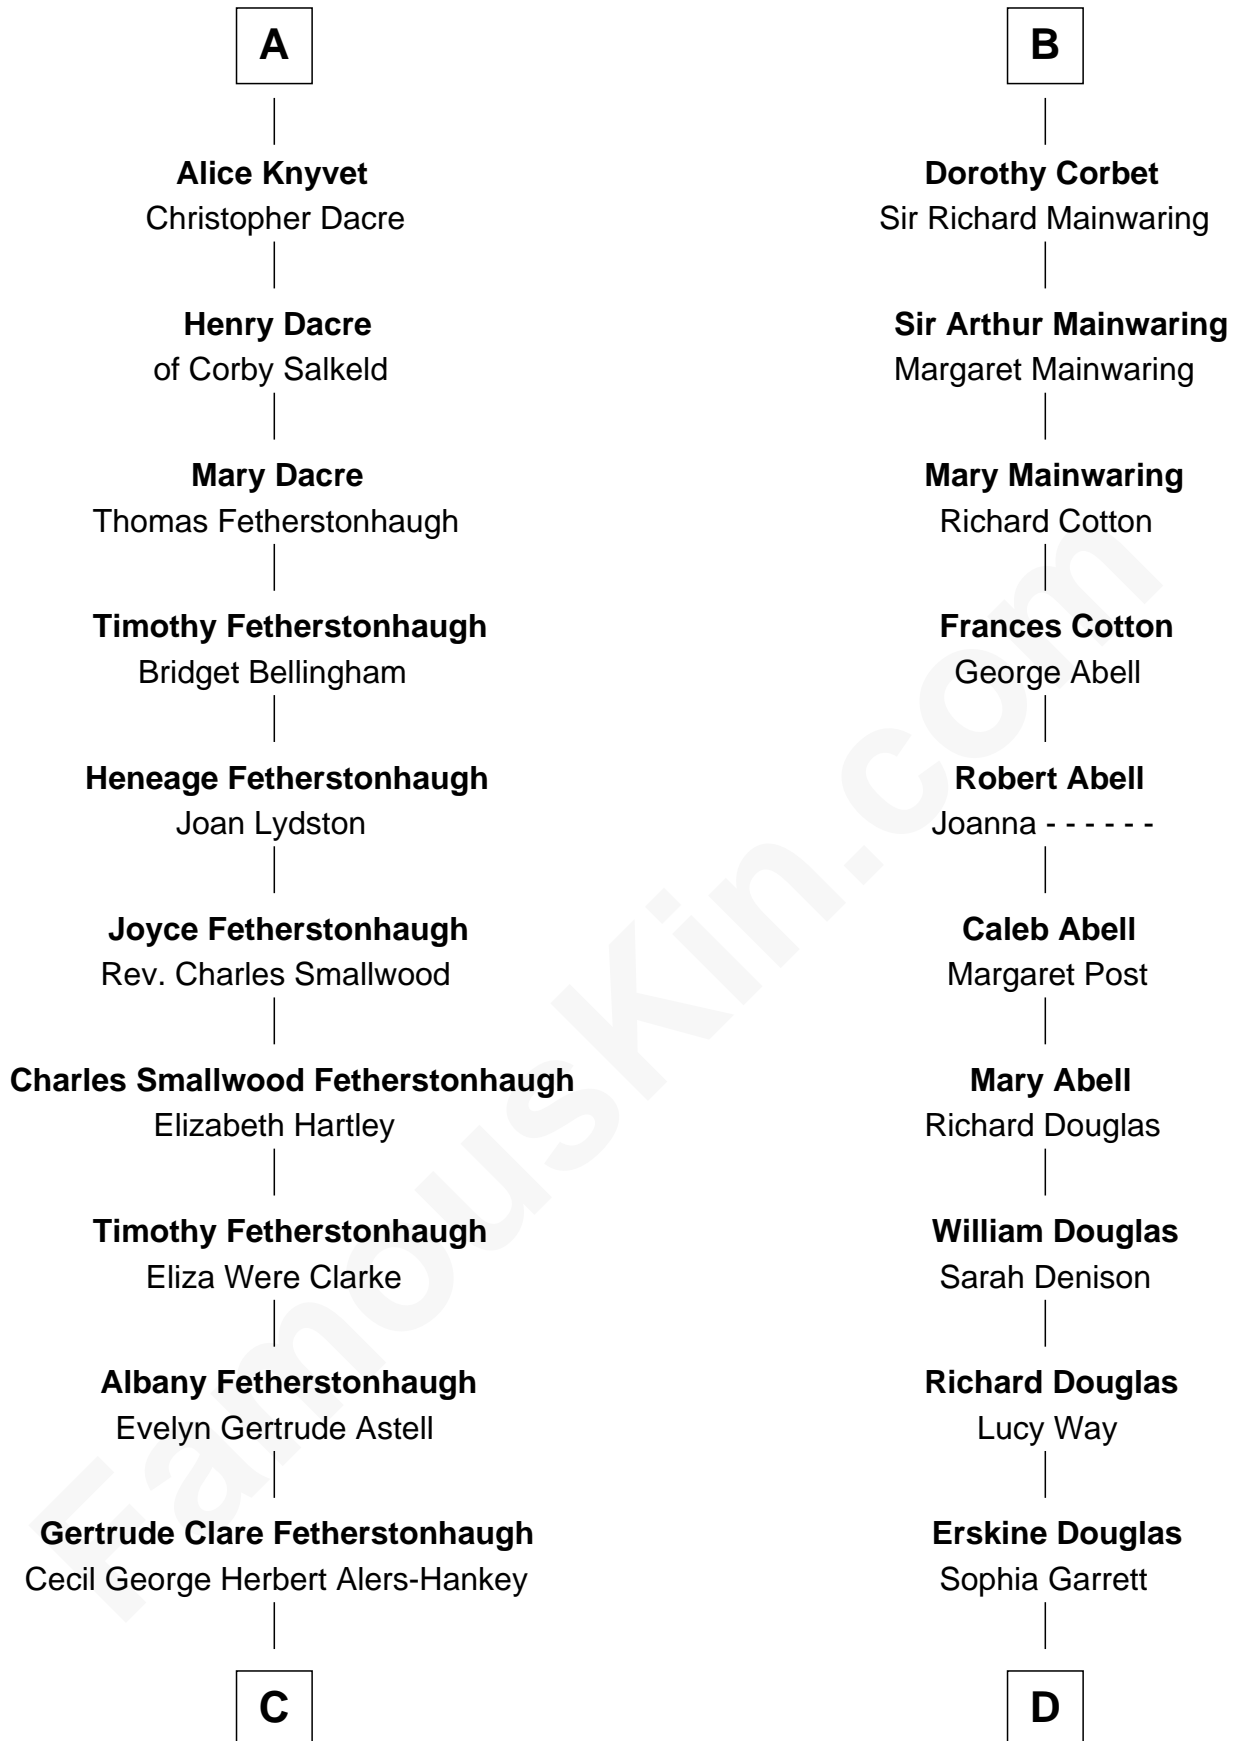 A
Alice Knyvet
Christopher Dacre
Henry Dacre
of Corby Salkeld
Mary Dacre
Thomas Fetherstonhaugh
Timothy Fetherstonhaugh
Bridget Bellingham
Heneage Fetherstonhaugh
Joan Lydston
Joyce Fetherstonhaugh
Rev. Charles Smallwood
Charles Smallwood Fetherstonhaugh
Elizabeth Hartley
Timothy Fetherstonhaugh
Eliza Were Clarke
Albany Fetherstonhaugh
Evelyn Gertrude Astell
Gertrude Clare Fetherstonhaugh
Cecil George Herbert Alers-Hankey
C
B
Dorothy Corbet
Sir Richard Mainwaring
Sir Arthur Mainwaring
Margaret Mainwaring
Mary Mainwaring
Richard Cotton
Frances Cotton
George Abell
Robert Abell
Joanna - - - - - -
Caleb Abell
Margaret Post
Mary Abell
Richard Douglas
William Douglas
Sarah Denison
Richard Douglas
Lucy Way
Erskine Douglas
Sophia Garrett
D
FamousKin.com